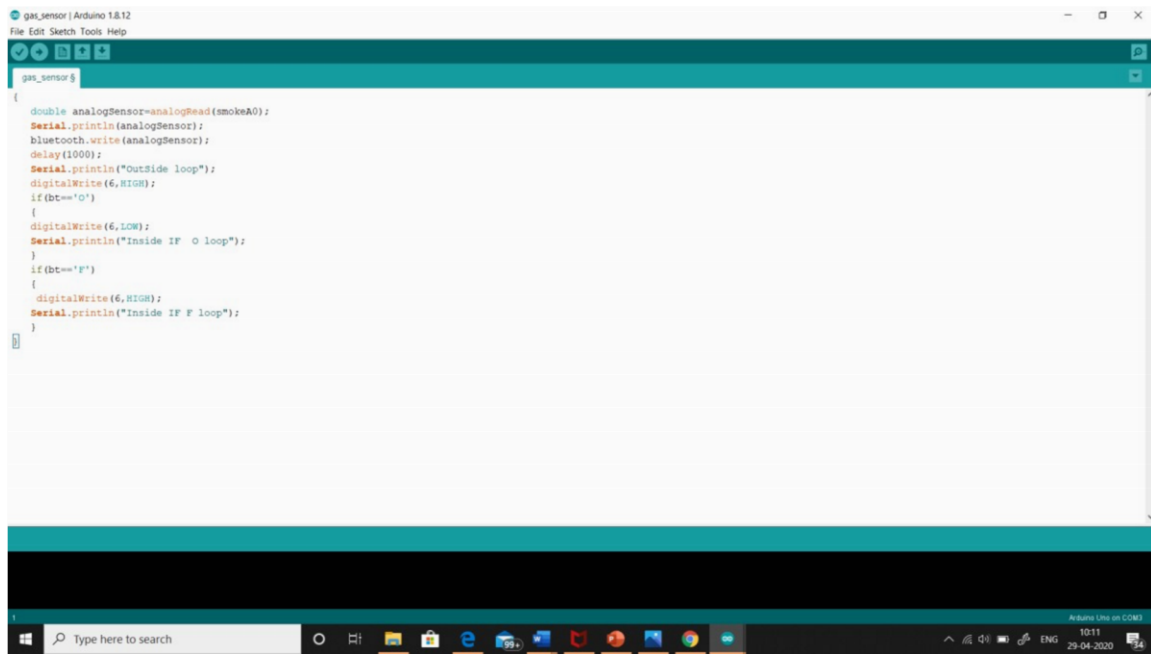 gas_sensor | Arduino 1.8.12
File Edit Sketch Tools Help
gas_sensor §
{
double analogSensor=analogRead(smokeA0);
Serial.println(analogSensor);
bluetooth.write(analogSensor);
delay(1000);
Serial.println("OutSide loop");
digitalWrite(6,HIGH);
if(bt=='O')
{
digitalWrite(6,LOW);
Serial.println("Inside IF  O loop");
}
if(bt=='F')
{
digitalWrite(6,HIGH);
Serial.println("Inside IF F loop");
}
}
1
Arduino Uno on COM3
Type here to search
99+
ENG
10:11
29-04-2020
34